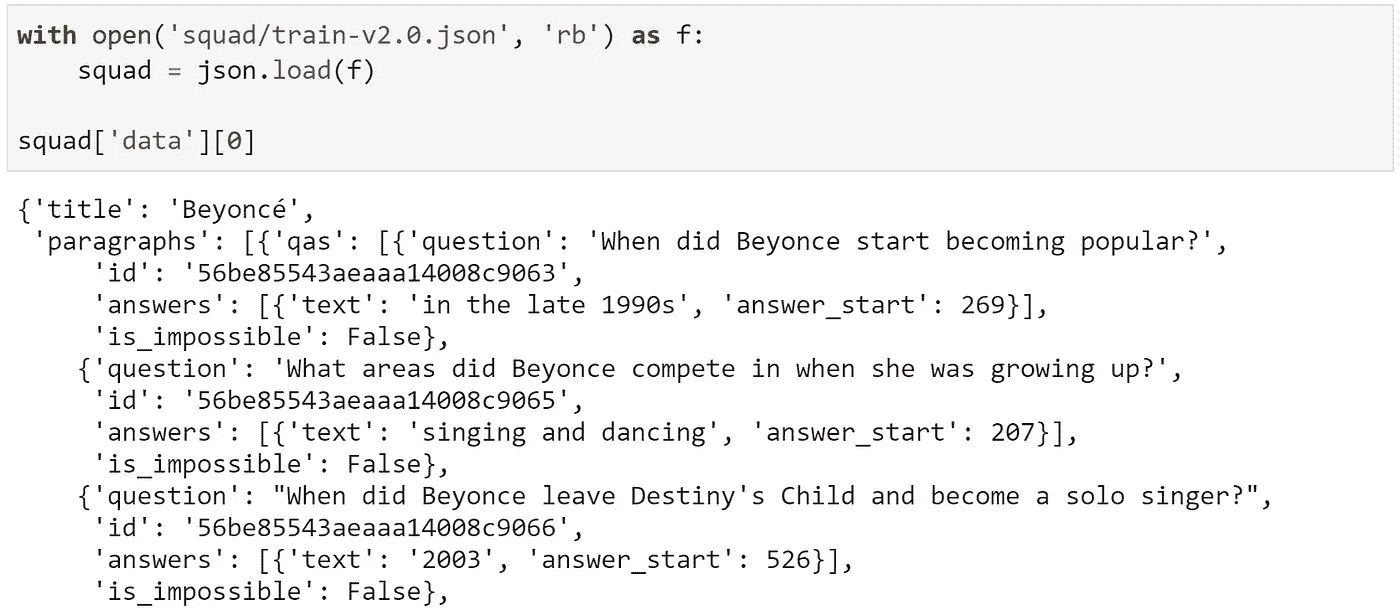 with open('squad/train-v2.0.json', 'rb') as f:
    squad = json.load(f)

squad['data'][0]

{'title': 'Beyoncé',
 'paragraphs': [{'qas': [{'question': 'When did Beyonce start becoming popular?',
     'id': '56be85543aeaaa14008c9063',
     'answers': [{'text': 'in the late 1990s', 'answer_start': 269}],
     'is_impossible': False},
    {'question': 'What areas did Beyonce compete in when she was growing up?',
     'id': '56be85543aeaaa14008c9065',
     'answers': [{'text': 'singing and dancing', 'answer_start': 207}],
     'is_impossible': False},
    {'question': "When did Beyonce leave Destiny's Child and become a solo singer?",
     'id': '56be85543aeaaa14008c9066',
     'answers': [{'text': '2003', 'answer_start': 526}],
     'is_impossible': False},